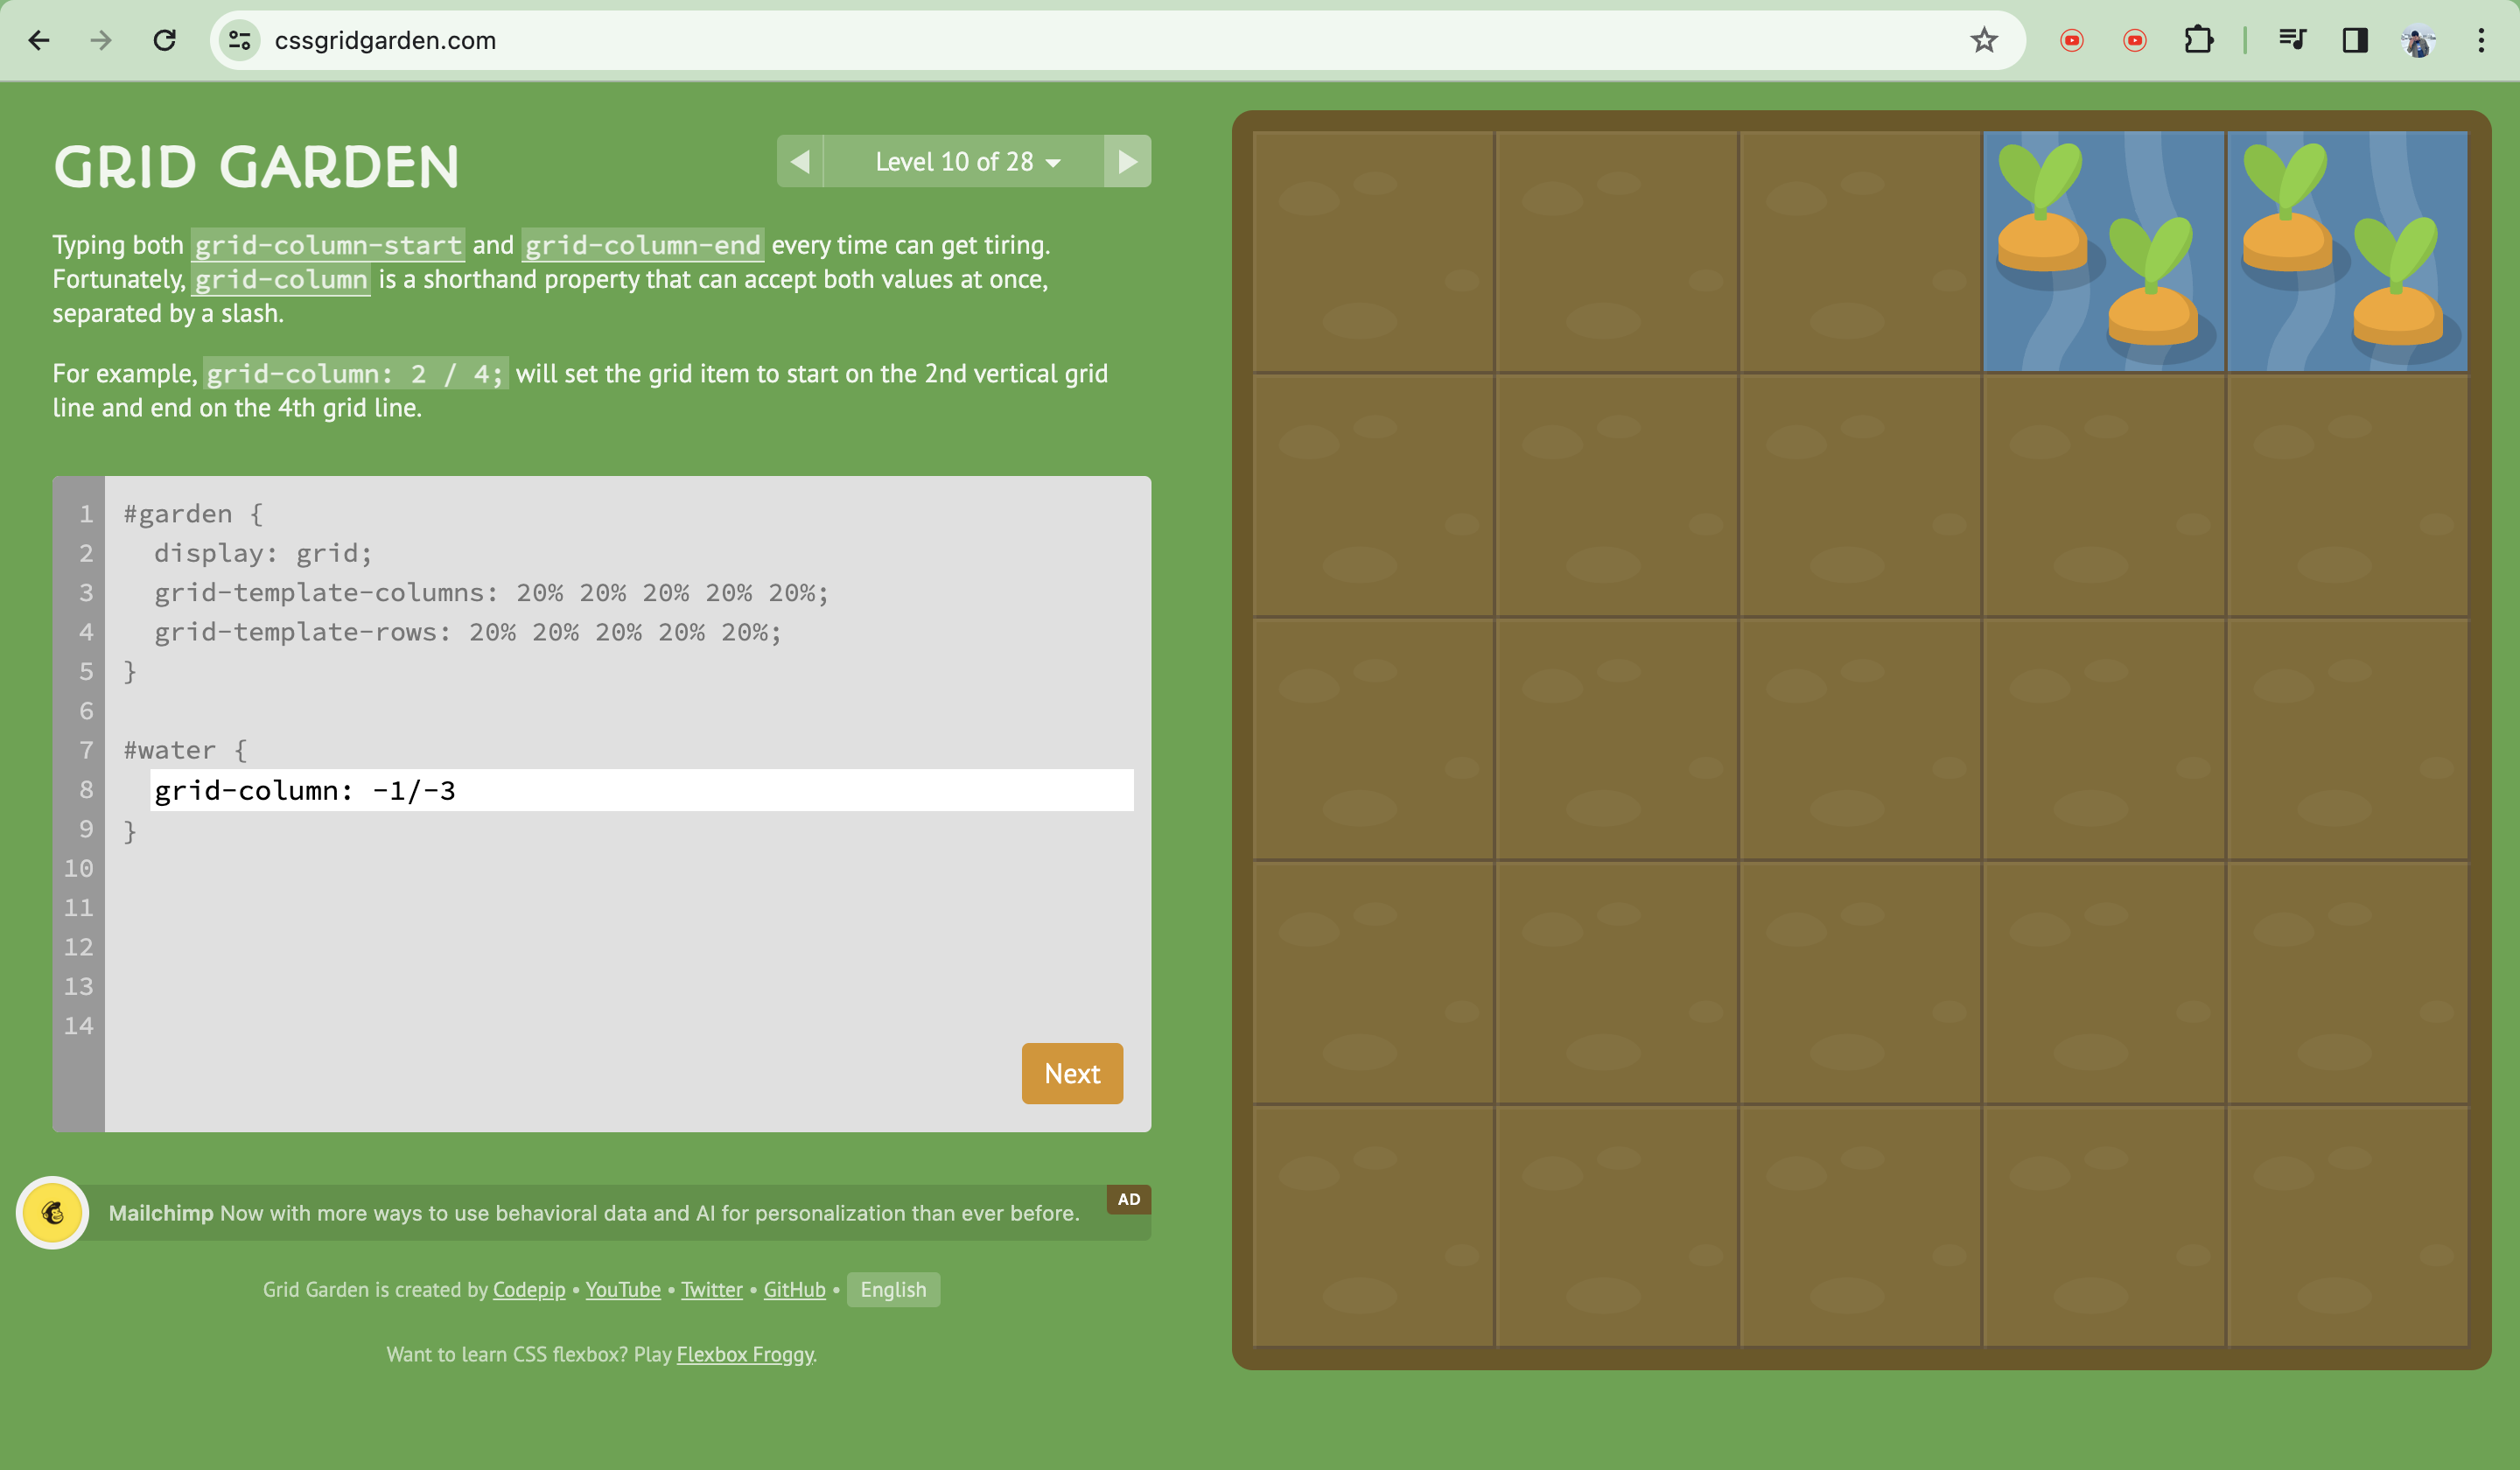 cssgridgarden.com
GRID GARDEN
Level 10 of 28
Typing both grid-column-start and grid-column-end every time can get tiring.
Fortunately, grid-column is a shorthand property that can accept both values at once,
separated by a slash.
For example, grid-column: 2 / 4; will set the grid item to start on the 2nd vertical grid
line and end on the 4th grid line.
1 #garden {
2 display: grid;
3 grid-template-columns: 20% 20% 20% 20% 20%;
4 grid-template-rows: 20% 20% 20% 20% 20%;
5 }
6
7 #water {
8 grid-column: -1/-3
9 }
10
11
12
13
14
Next
AD
Mailchimp Now with more ways to use behavioral data and AI for personalization than ever before.
Grid Garden is created by Codepip • YouTube • Twitter • GitHub • English
Want to learn CSS flexbox? Play Flexbox Froggy.